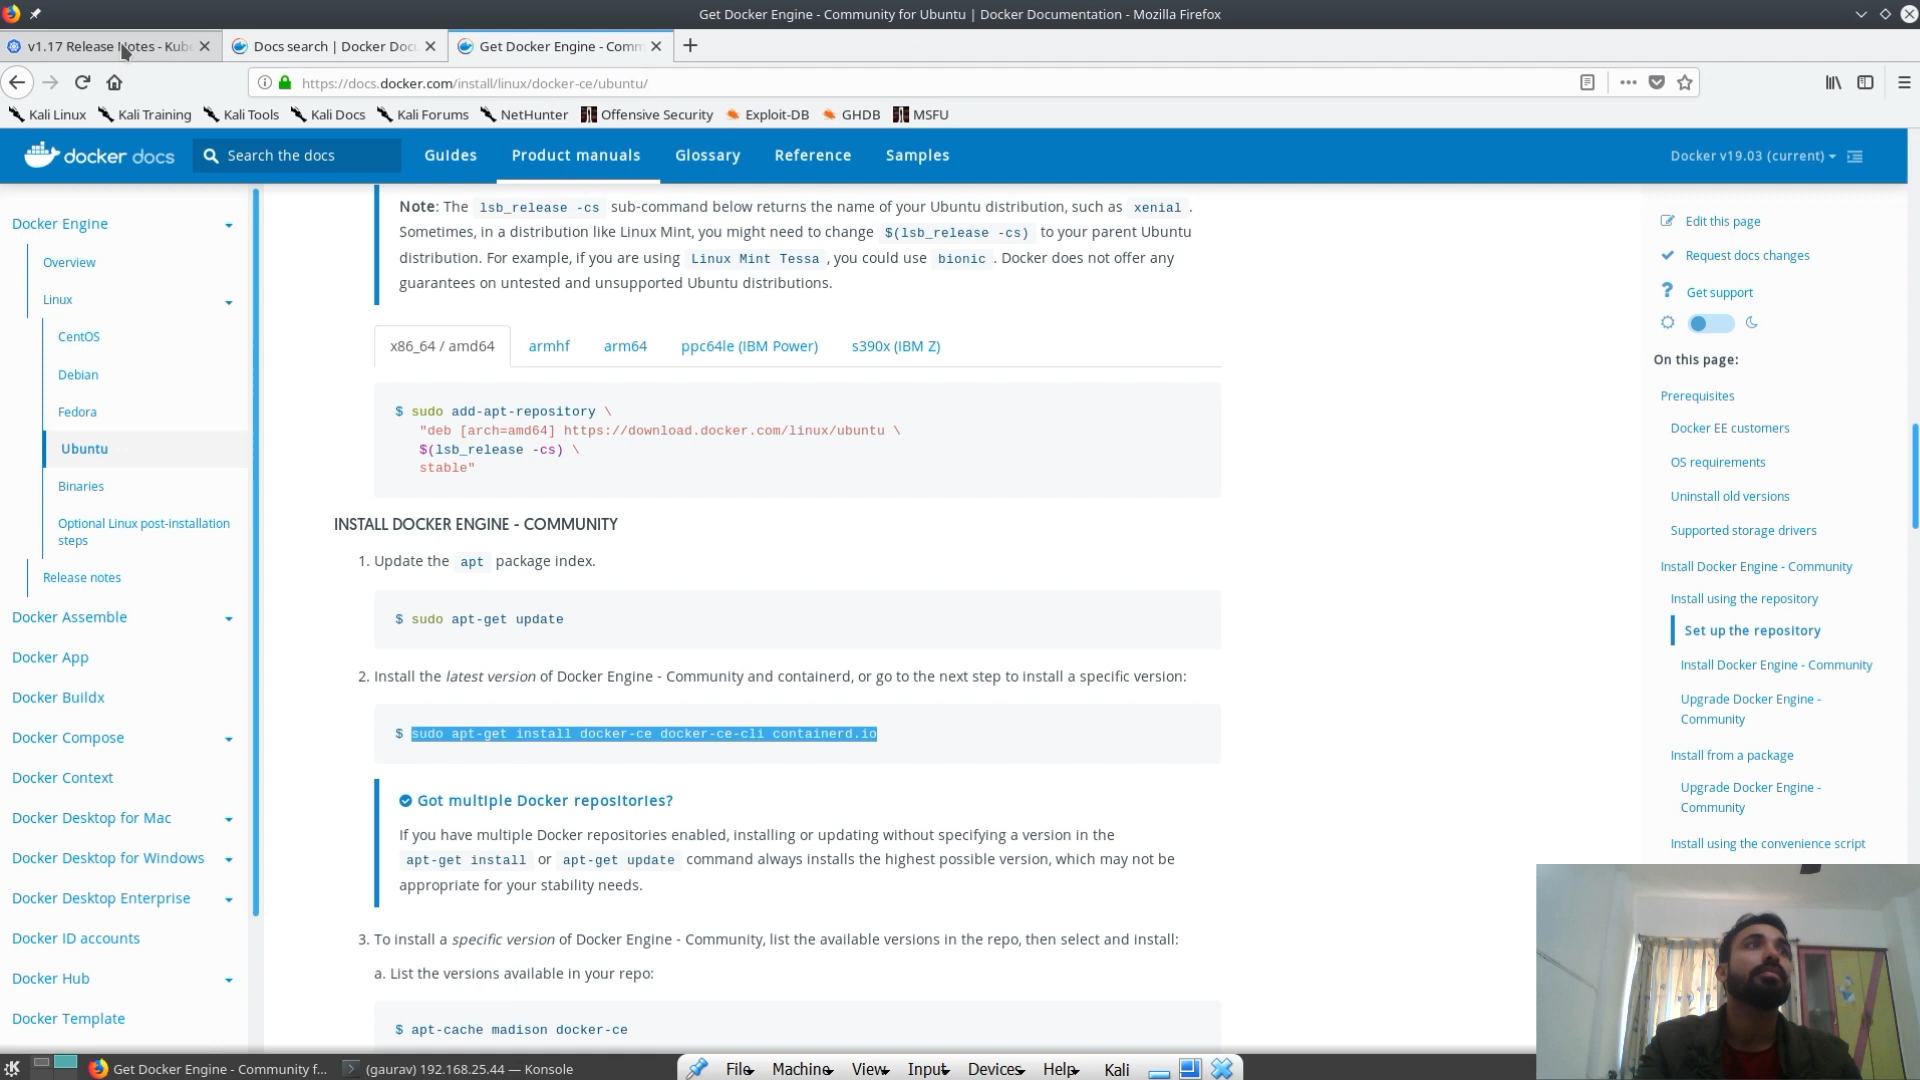 Get Docker Engine - Community for Ubuntu | Docker Documentation - Mozilla Firefox
v1.17 Release Notes - Kube
Docs search | Docker Doc
Get Docker Engine - Comm
https://docs.docker.com/install/linux/docker-ce/ubuntu/
Kali Linux
Kali Training
Kali Tools
Kali Docs
Kali Forums
NetHunter
Offensive Security
Exploit-DB
GHDB
MSFU
docker docs
Search the docs
Guides
Product manuals
Glossary
Reference
Samples
Docker v19.03 (current)
Docker Engine
Overview
Linux
CentOS
Debian
Fedora
Ubuntu
Binaries
Optional Linux post-installation
steps
Release notes
Docker Assemble
Docker App
Docker Buildx
Docker Compose
Docker Context
Docker Desktop for Mac
Docker Desktop for Windows
Docker Desktop Enterprise
Docker ID accounts
Docker Hub
Docker Template
Note: The lsb_release -cs sub-command below returns the name of your Ubuntu distribution, such as xenial .
Sometimes, in a distribution like Linux Mint, you might need to change $(lsb_release -cs) to your parent Ubuntu
distribution. For example, if you are using Linux Mint Tessa , you could use bionic . Docker does not offer any
guarantees on untested and unsupported Ubuntu distributions.
x86_64 / amd64
armhf
arm64
ppc64le (IBM Power)
s390x (IBM Z)
$ sudo add-apt-repository \
"deb [arch=amd64] https://download.docker.com/linux/ubuntu \
$(lsb_release -cs) \
stable"
INSTALL DOCKER ENGINE - COMMUNITY
1. Update the apt package index.
$ sudo apt-get update
2. Install the latest version of Docker Engine - Community and containerd, or go to the next step to install a specific version:
$ sudo apt-get install docker-ce docker-ce-cli containerd.io
Got multiple Docker repositories?
If you have multiple Docker repositories enabled, installing or updating without specifying a version in the
apt-get install or apt-get update command always installs the highest possible version, which may not be
appropriate for your stability needs.
3. To install a specific version of Docker Engine - Community, list the available versions in the repo, then select and install:
a. List the versions available in your repo:
$ apt-cache madison docker-ce
Edit this page
Request docs changes
Get support
On this page:
Prerequisites
Docker EE customers
OS requirements
Uninstall old versions
Supported storage drivers
Install Docker Engine - Community
Install using the repository
Set up the repository
Install Docker Engine - Community
Upgrade Docker Engine -
Community
Install from a package
Upgrade Docker Engine -
Community
Install using the convenience script
Get Docker Engine - Community f...
(gaurav) 192.168.25.44 — Konsole
File
Machine
View
Input
Devices
Help
Kali